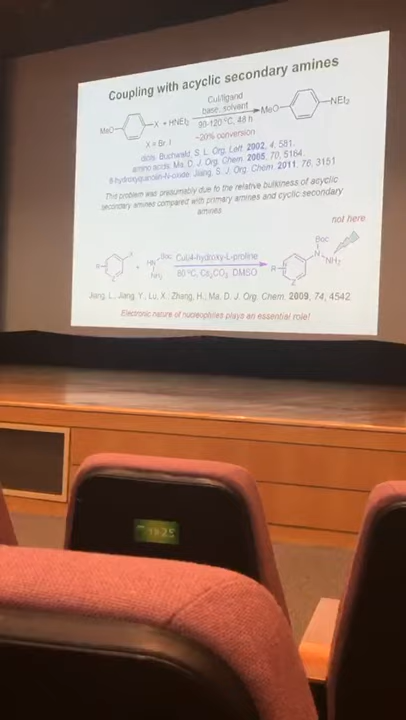 Coupling with acyclic secondary amines
MeO X + HNEt₂ CuI/ligand MeO NEt₂
base, solvent
90-120 °C, 48 h
X = Br, I ~20% conversion
diols, Buchwald, S. L. Org. Lett. 2002, 4, 581.
amino acids, Ma, D. J. Org. Chem. 2005, 70, 5164.
8-hydroxyquinolin-N-oxide, Jiang, S. J. Org. Chem. 2011, 76, 3151
This problem was presumably due to the relative bulkiness of acyclic
secondary amines compared with primary amines and cyclic secondary
amines
not here
R + HN Boc CuI/4-hydroxy-L-proline R Boc
NH₂ 80 °C, Cs₂CO₃, DMSO N NH₂
Z Z
Jiang, L.; Jiang, Y.; Lu, X.; Zhang, H.; Ma, D. J. Org. Chem. 2009, 74, 4542
Electronic nature of nucleophiles plays an essential role!